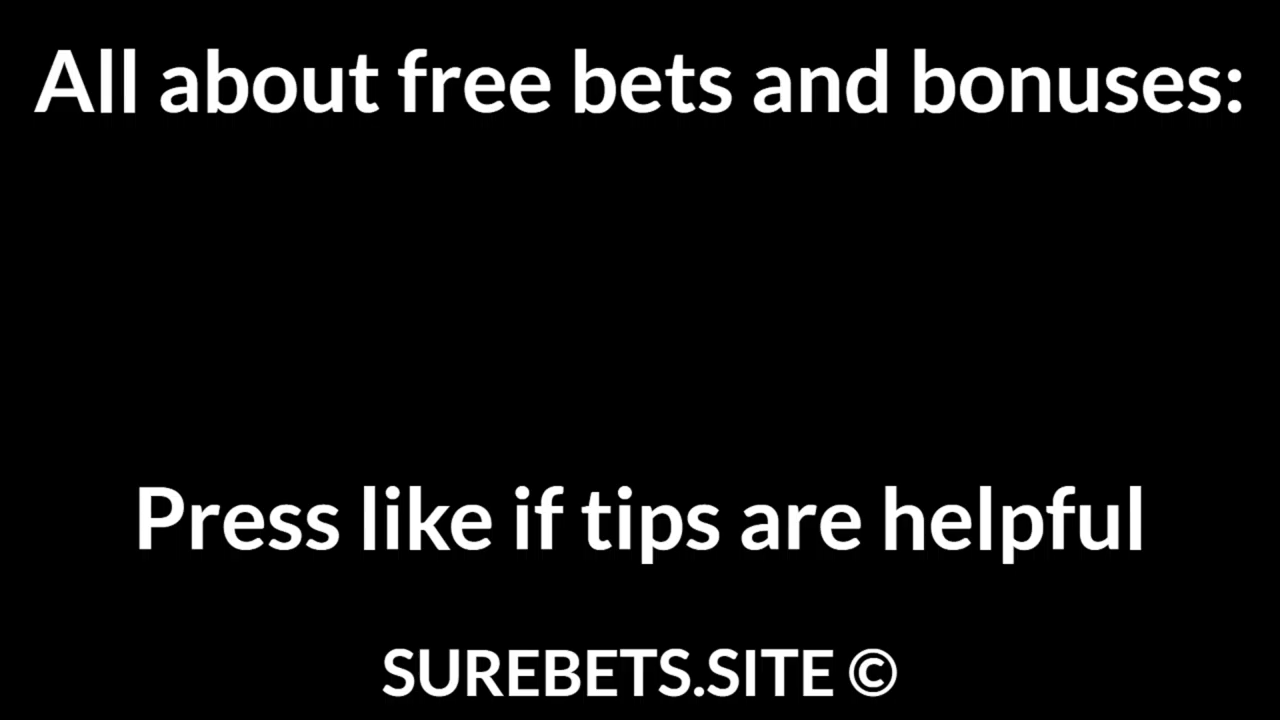 All about free bets and bonuses:
Press like if tips are helpful
SUREBETS.SITE ©